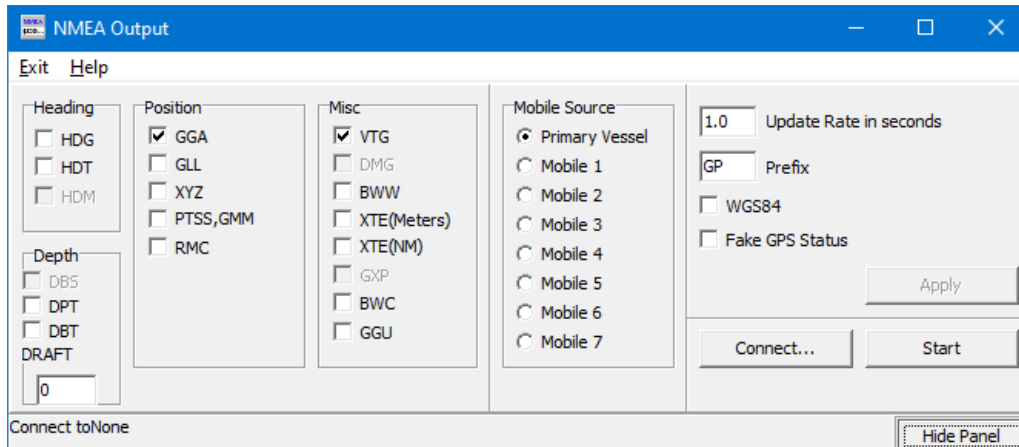 NMEA Output
Exit Help
Heading
HDG
HDT
HDM
Depth
DBS
DPT
DBT
DRAFT
0
Position
GGA
GLL
XYZ
PTSS,GMM
RMC
Misc
VTG
DMG
BWW
XTE(Meters)
XTE(NM)
GXP
BWC
GGU
Mobile Source
Primary Vessel
Mobile 1
Mobile 2
Mobile 3
Mobile 4
Mobile 5
Mobile 6
Mobile 7
1.0 Update Rate in seconds
GP Prefix
WGS84
Fake GPS Status
Apply
Connect... Start
Connect toNone
Hide Panel